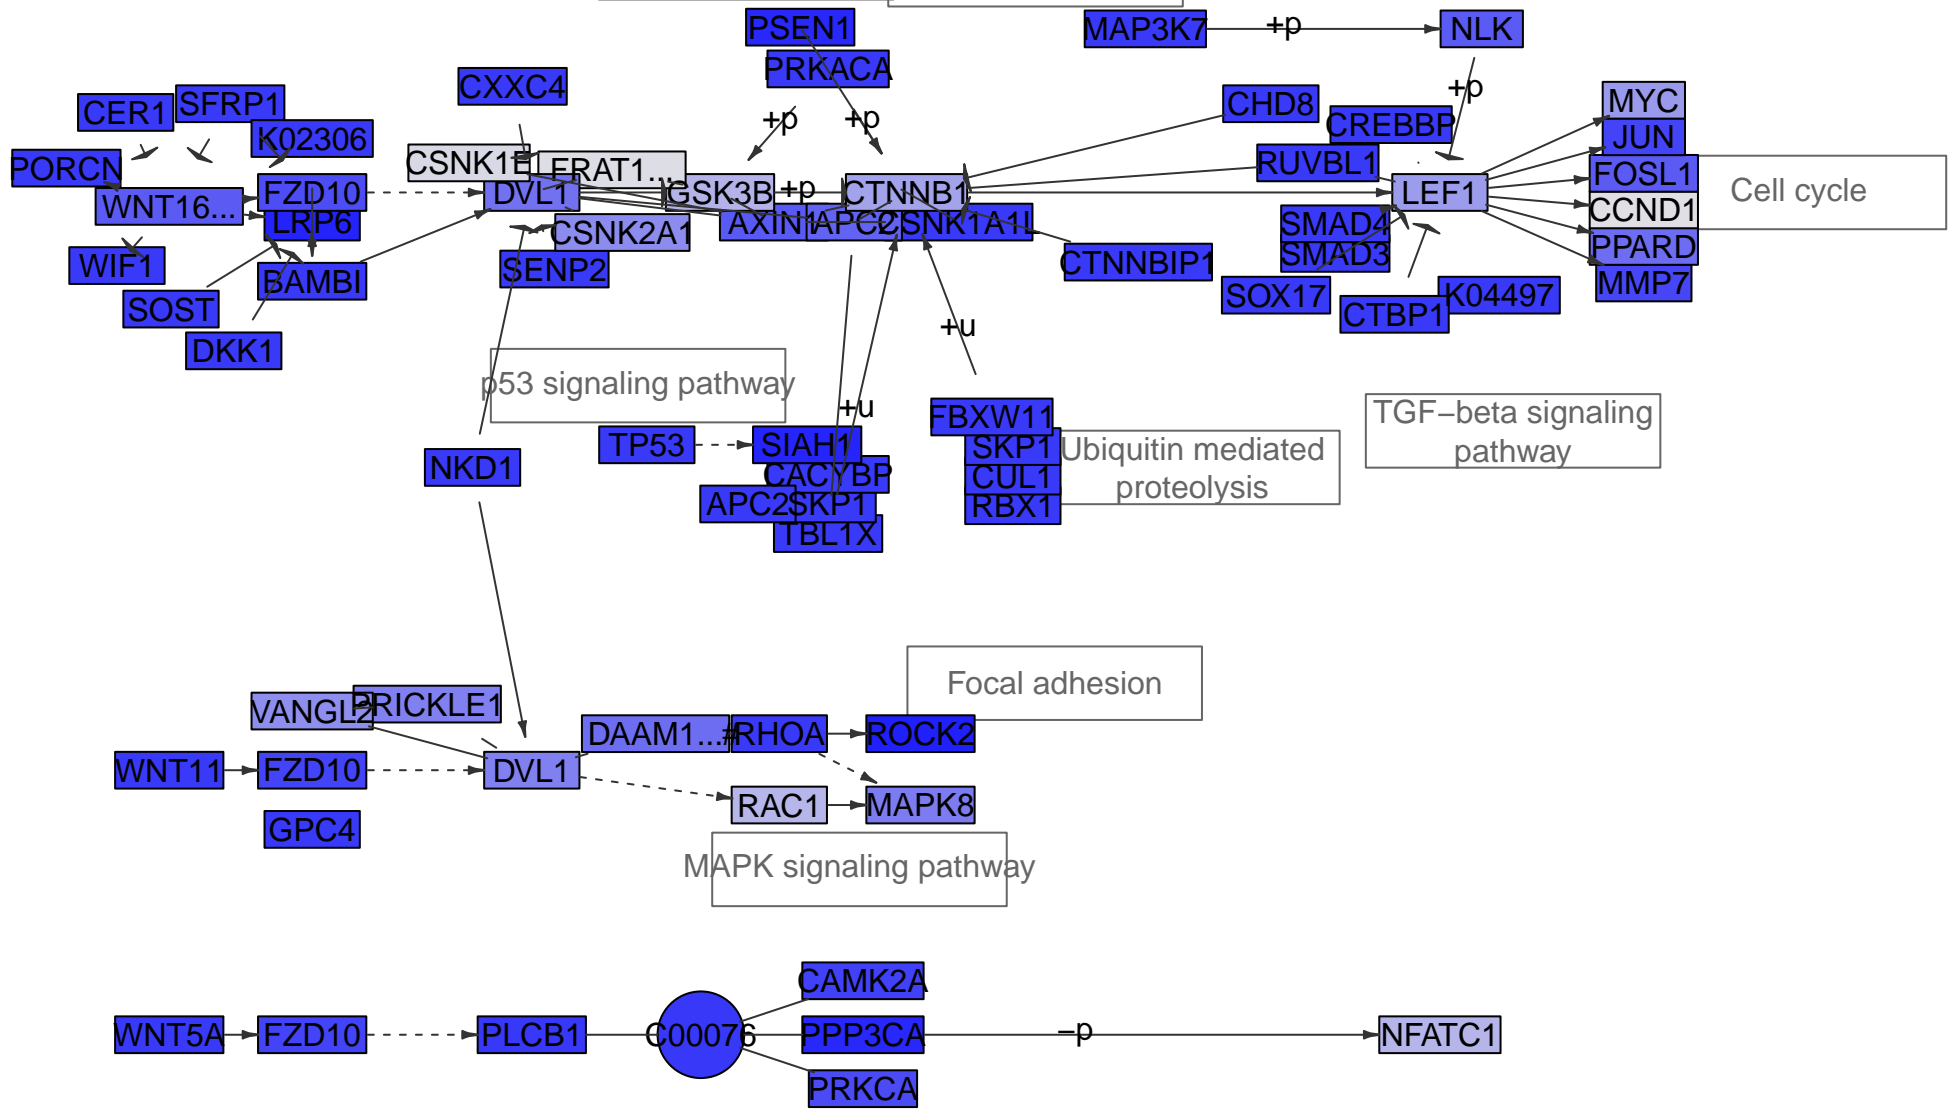 PSEN1
MAP3K7
+p
NLK
PRKACA
CXXC4
CER1
SFRP1
K02306
+p
+p
CHD8
+p
CREBBP
MYC
JUN
PORCN
CSNK1E
FRAT1...
RUVBL1
FOSL1
Cell cycle
WNT16...
FZD10
DVL1
GSK3B
+p
CTNNB1
LEF1
CCND1
LRP6
AXIN1
APC2
CSNK1A1L
SMAD4
CSNK2A1
PPARD
WIF1
BAMBI
SENP2
CTNNBIP1
SMAD3
MMP7
SOST
SOX17
K04497
CTBP1
DKK1
+u
p53 signaling pathway
+u
FBXW11
TGF−beta signaling
pathway
TP53
SIAH1
SKP1
Ubiquitin mediated
proteolysis
NKD1
CACYBP
CUL1
APC2
SKP1
RBX1
TBL1X
Focal adhesion
VANGL2
PRICKLE1
DAAM1...#
RHOA
ROCK2
WNT11
FZD10
DVL1
RAC1
MAPK8
GPC4
MAPK signaling pathway
CAMK2A
WNT5A
FZD10
PLCB1
C00076
PPP3CA
−p
NFATC1
PRKCA